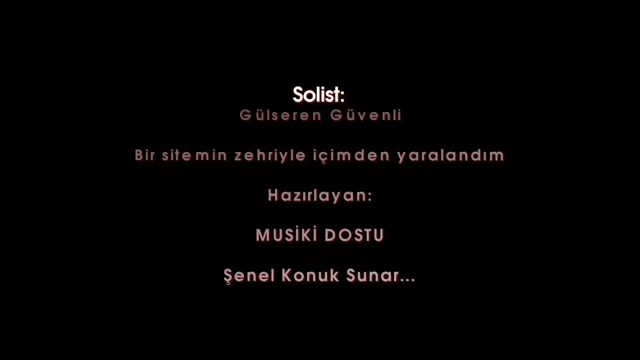 Solist:
Gülseren Güvenli
Bir sitemin zehriyle içimden yaralandım
Hazırlayan:
MUSİKİ DOSTU
Şenel Konuk Sunar...